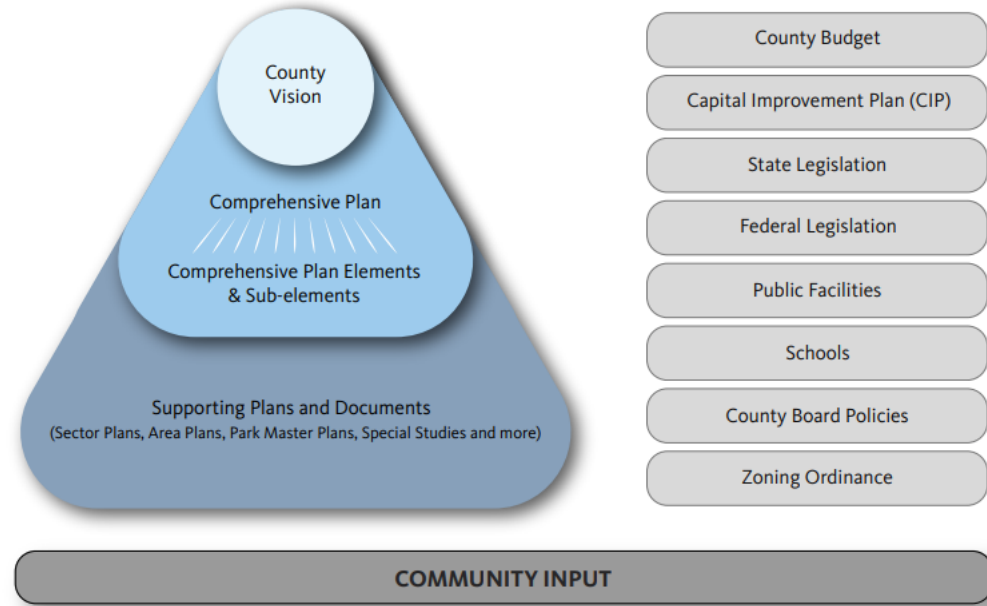 County
Vision
Comprehensive Plan
Comprehensive Plan Elements
& Sub-elements
Supporting Plans and Documents
(Sector Plans, Area Plans, Park Master Plans, Special Studies and more)
County Budget
Capital Improvement Plan (CIP)
State Legislation
Federal Legislation
Public Facilities
Schools
County Board Policies
Zoning Ordinance
COMMUNITY INPUT